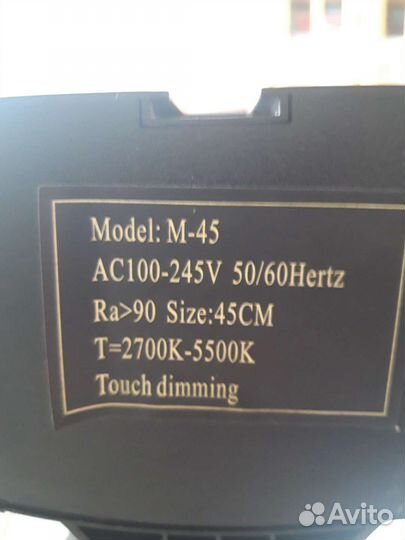 Model: M-45
AC100-245V 50/60Hertz
Ra>90 Size:45CM
T=2700K-5500K
Touch dimming
Avito